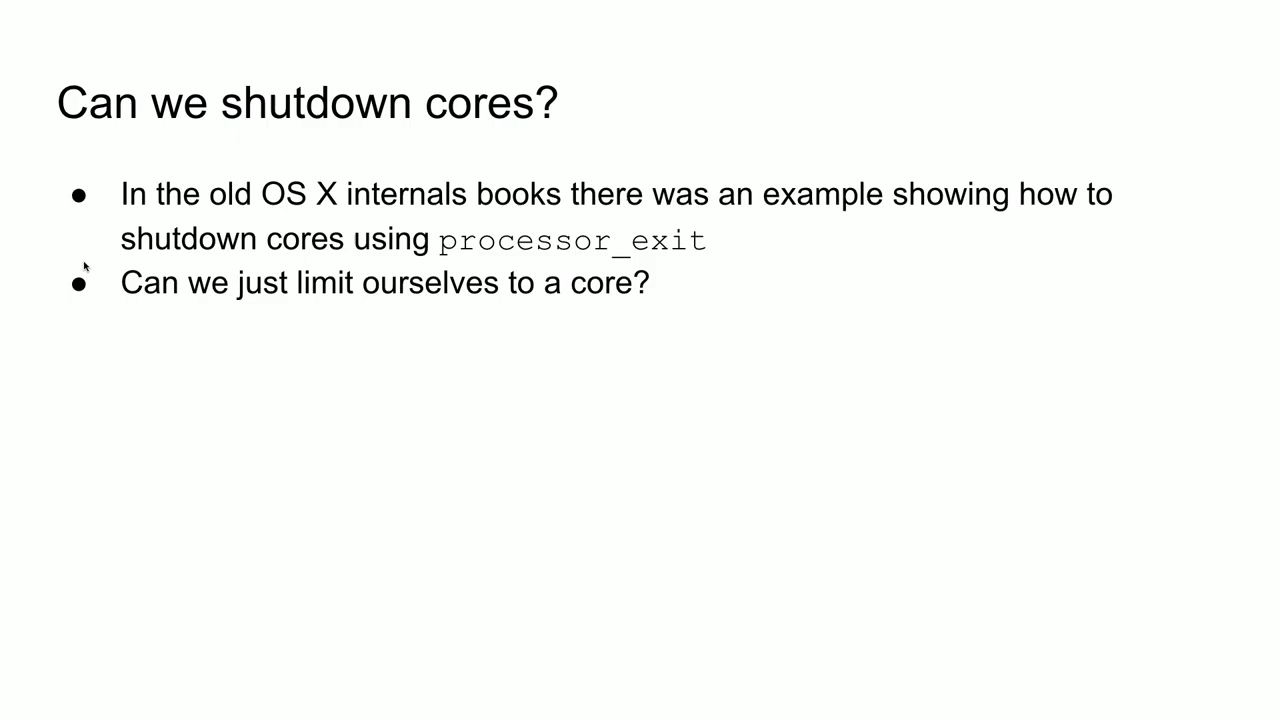 Can we shutdown cores?
● In the old OS X internals books there was an example showing how to
shutdown cores using processor_exit
● Can we just limit ourselves to a core?